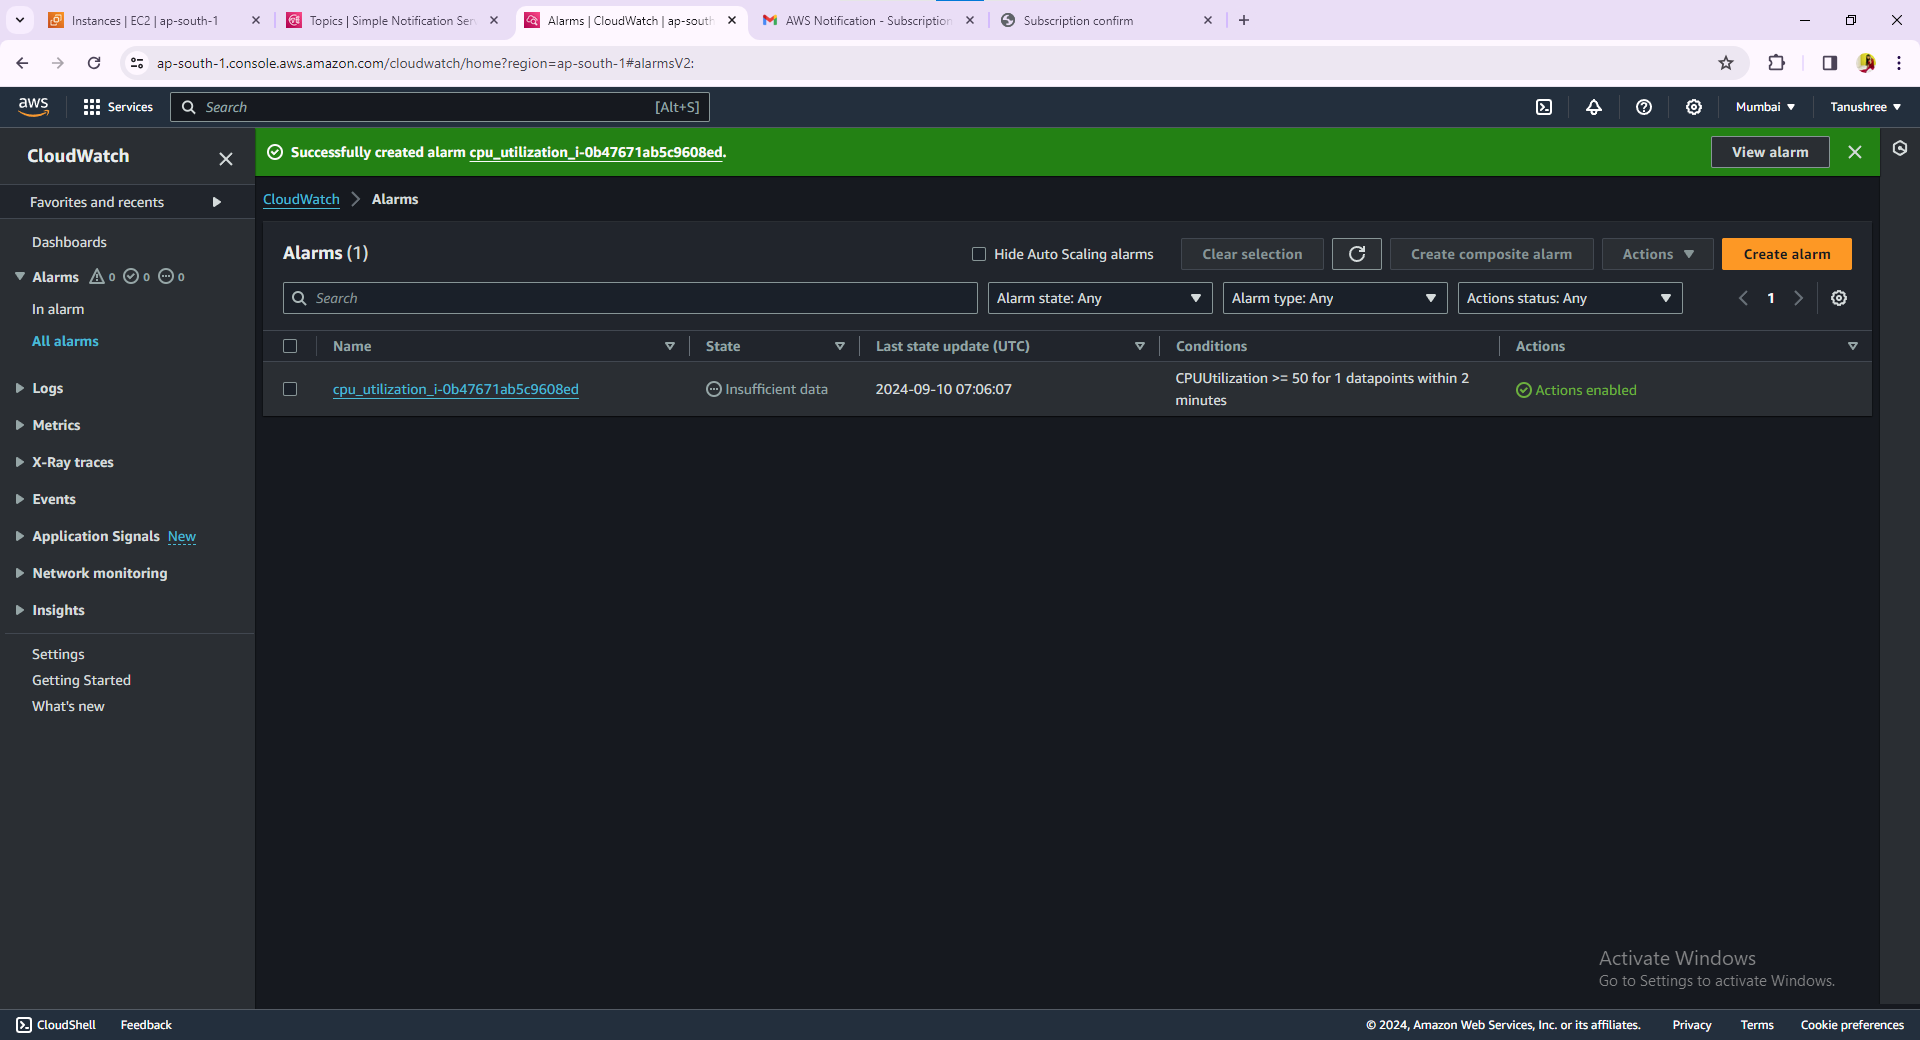 Instances | EC2 | ap-south-1
Topics | Simple Notification Ser
Alarms | CloudWatch | ap-south
AWS Notification - Subscription
Subscription confirm
ap-south-1.console.aws.amazon.com/cloudwatch/home?region=ap-south-1#alarmsV2:
aws
Services
Search
[Alt+S]
Mumbai
Tanushree
CloudWatch
Favorites and recents
Dashboards
Alarms 0 0 0
In alarm
All alarms
Logs
Metrics
X-Ray traces
Events
Application Signals New
Network monitoring
Insights
Settings
Getting Started
What's new
Successfully created alarm cpu_utilization_i-0b47671ab5c9608ed.
View alarm
CloudWatch
Alarms
Alarms (1)
Hide Auto Scaling alarms
Clear selection
Create composite alarm
Actions
Create alarm
Search
Alarm state: Any
Alarm type: Any
Actions status: Any
1
Name
State
Last state update (UTC)
Conditions
Actions
cpu_utilization_i-0b47671ab5c9608ed
Insufficient data
2024-09-10 07:06:07
CPUUtilization >= 50 for 1 datapoints within 2
minutes
Actions enabled
Activate Windows
Go to Settings to activate Windows.
CloudShell
Feedback
© 2024, Amazon Web Services, Inc. or its affiliates.
Privacy
Terms
Cookie preferences